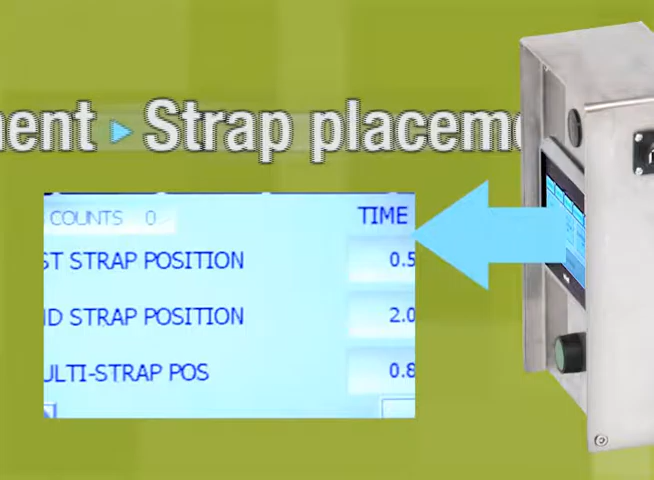 ent ▸ Strap placem
COUNTS 0 TIME
ST STRAP POSITION 0.5
D STRAP POSITION 2.0
ULTI-STRAP POS 0.8